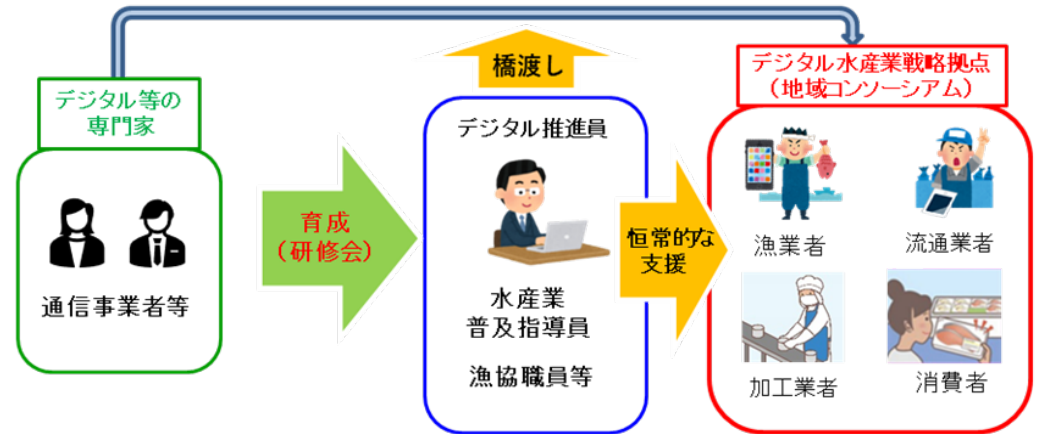 橋渡し
デジタル等の
専門家
通信事業者等
育成
（研修会）
デジタル推進員
水産業
普及指導員
漁協職員等
恒常的な
支援
デジタル水産業戦略拠点
（地域コンソーシアム）
漁業者
流通業者
加工業者
消費者